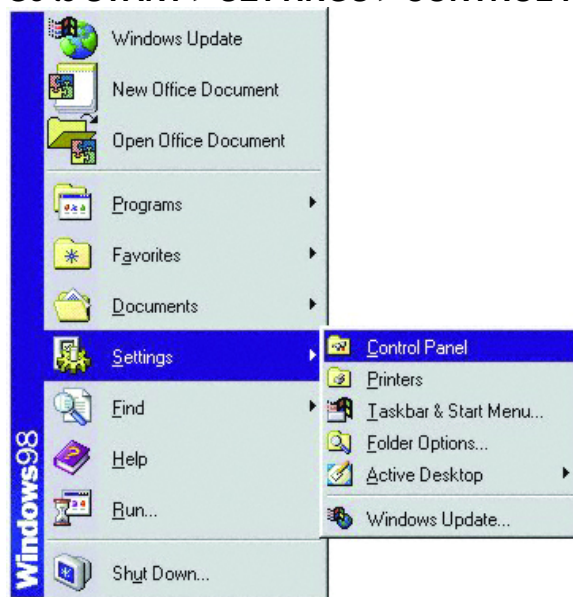 Windows Update
New Office Document
Open Office Document
Programs
Favorites
Documents
Settings
Find
Help
Run...
Shut Down...
Windows98
Control Panel
Printers
Taskbar & Start Menu...
Folder Options...
Active Desktop
Windows Update...